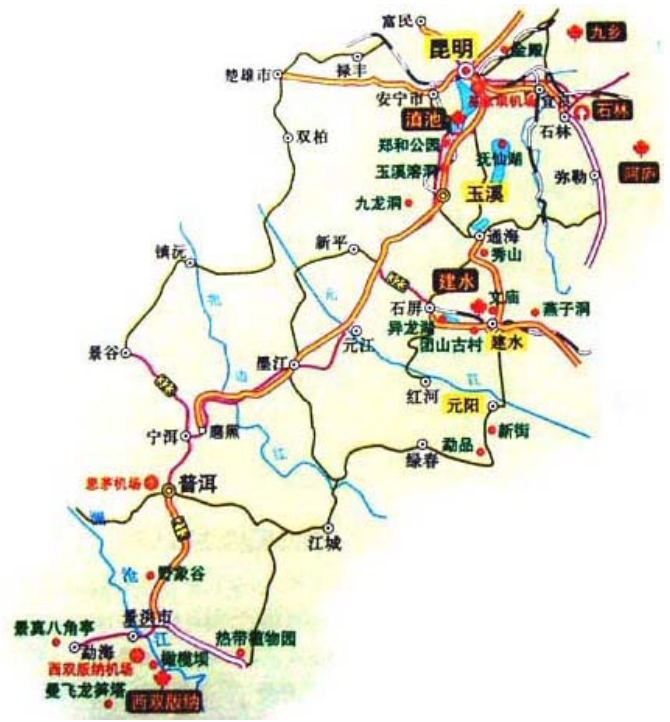 富民
昆明
金殿
九乡
禄丰
楚雄市
安宁市
机场
宜良
石林
石林
滇池
双柏
郑和公园
抚仙湖
阿庐
玉溪溶洞
弥勒
玉溪
九龙洞
通海
新平
秀山
镇沅
建水
文庙
石屏
燕子洞
元江
异龙湖
建水
团山古村
景谷
墨江
红河
元阳
新街
宁洱
磨黑
绿春
勐品
思茅机场
普洱
江城
野象谷
景洪市
景真八角亭
勐海
热带植物园
西双版纳机场
橄榄坝
曼飞龙笋塔
西双版纳